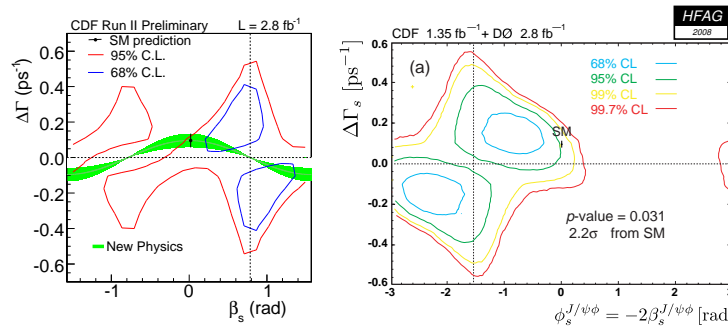 CDF Run II Preliminary L = 2.8 fb⁻¹
SM prediction
95% C.L.
68% C.L.
ΔΓ (ps⁻¹)
0.6
0.4
0.2
0.0
-0.2
-0.4
-0.6
New Physics
-1 0 1
βs (rad)
HFAG
2008
CDF 1.35 fb⁻¹ + DØ 2.8 fb⁻¹
(a)
68% CL
95% CL
99% CL
99.7% CL
SM
ΔΓs [ps⁻¹]
0.6
0.4
0.2
0.0
-0.2
-0.4
-0.6
p-value = 0.031
2.2σ from SM
-3 -2 -1 0 1 2
φs^J/ψφ = −2βs^J/ψφ [rad